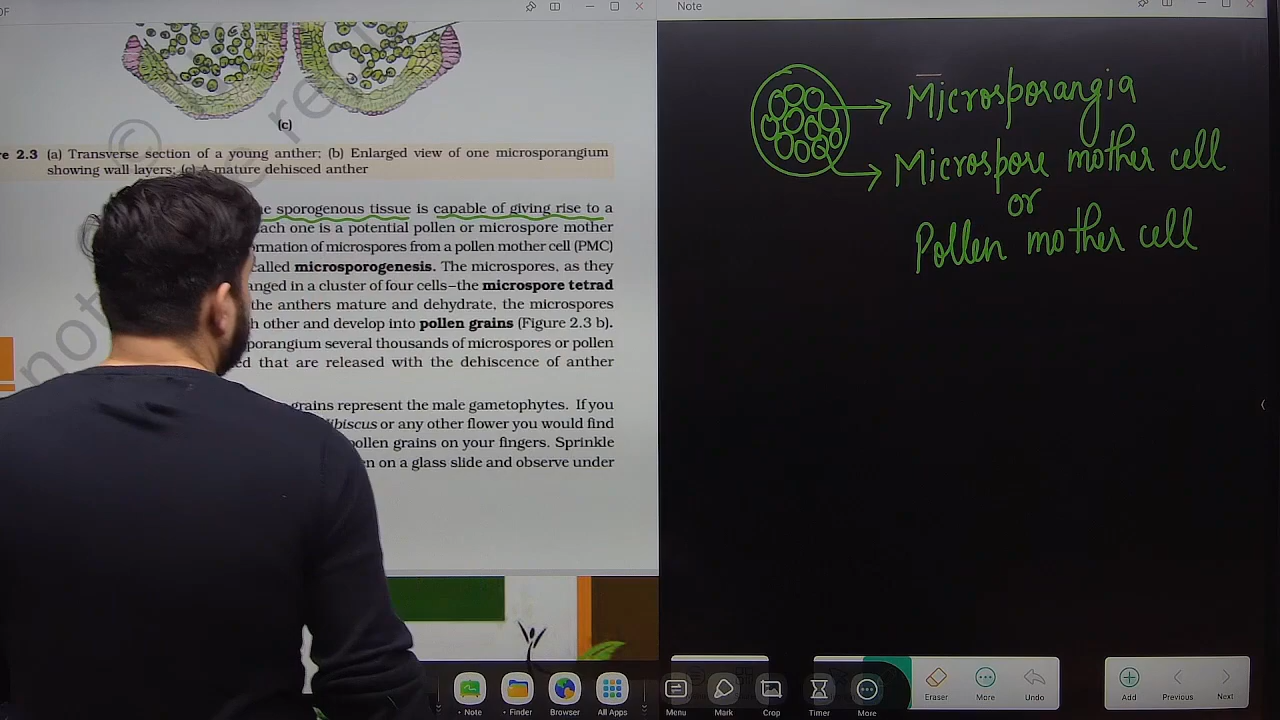 DF
Note
(c)
e 2.3 (a) Transverse section of a young anther; (b) Enlarged view of one microsporangium
showing wall layers; (c) A mature dehisced anther
sporogenous tissue is capable of giving rise to a
ach one is a potential pollen or microspore mother
ormation of microspores from a pollen mother cell (PMC)
called microsporogenesis. The microspores, as they
anged in a cluster of four cells–the microspore tetrad
the anthers mature and dehydrate, the microspores
h other and develop into pollen grains (Figure 2.3 b).
porangium several thousands of microspores or pollen
ed that are released with the dehiscence of anther
grains represent the male gametophytes. If you
ibiscus or any other flower you would find
pollen grains on your fingers. Sprinkle
en on a glass slide and observe under
© not re
Microsporangia
Microspore mother cell
or
Pollen mother cell
Note
Finder
Browser
All Apps
Menu
Mark
Crop
Timer
More
Eraser
More
Undo
Add
Previous
Next